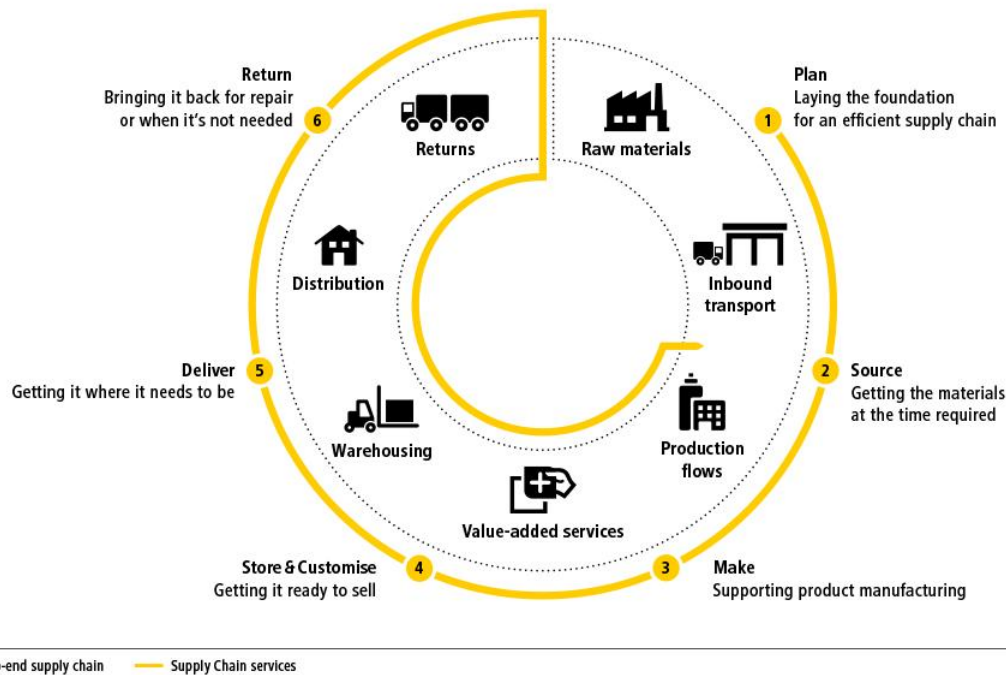 Return
Bringing it back for repair
or when it's not needed
6
Returns
Raw materials
Plan
Laying the foundation
for an efficient supply chain
1
Distribution
Inbound
transport
Deliver
Getting it where it needs to be
5
2
Source
Getting the materials
at the time required
Warehousing
Production
flows
Value-added services
Store & Customise
Getting it ready to sell
4
3
Make
Supporting product manufacturing
-end supply chain
Supply Chain services